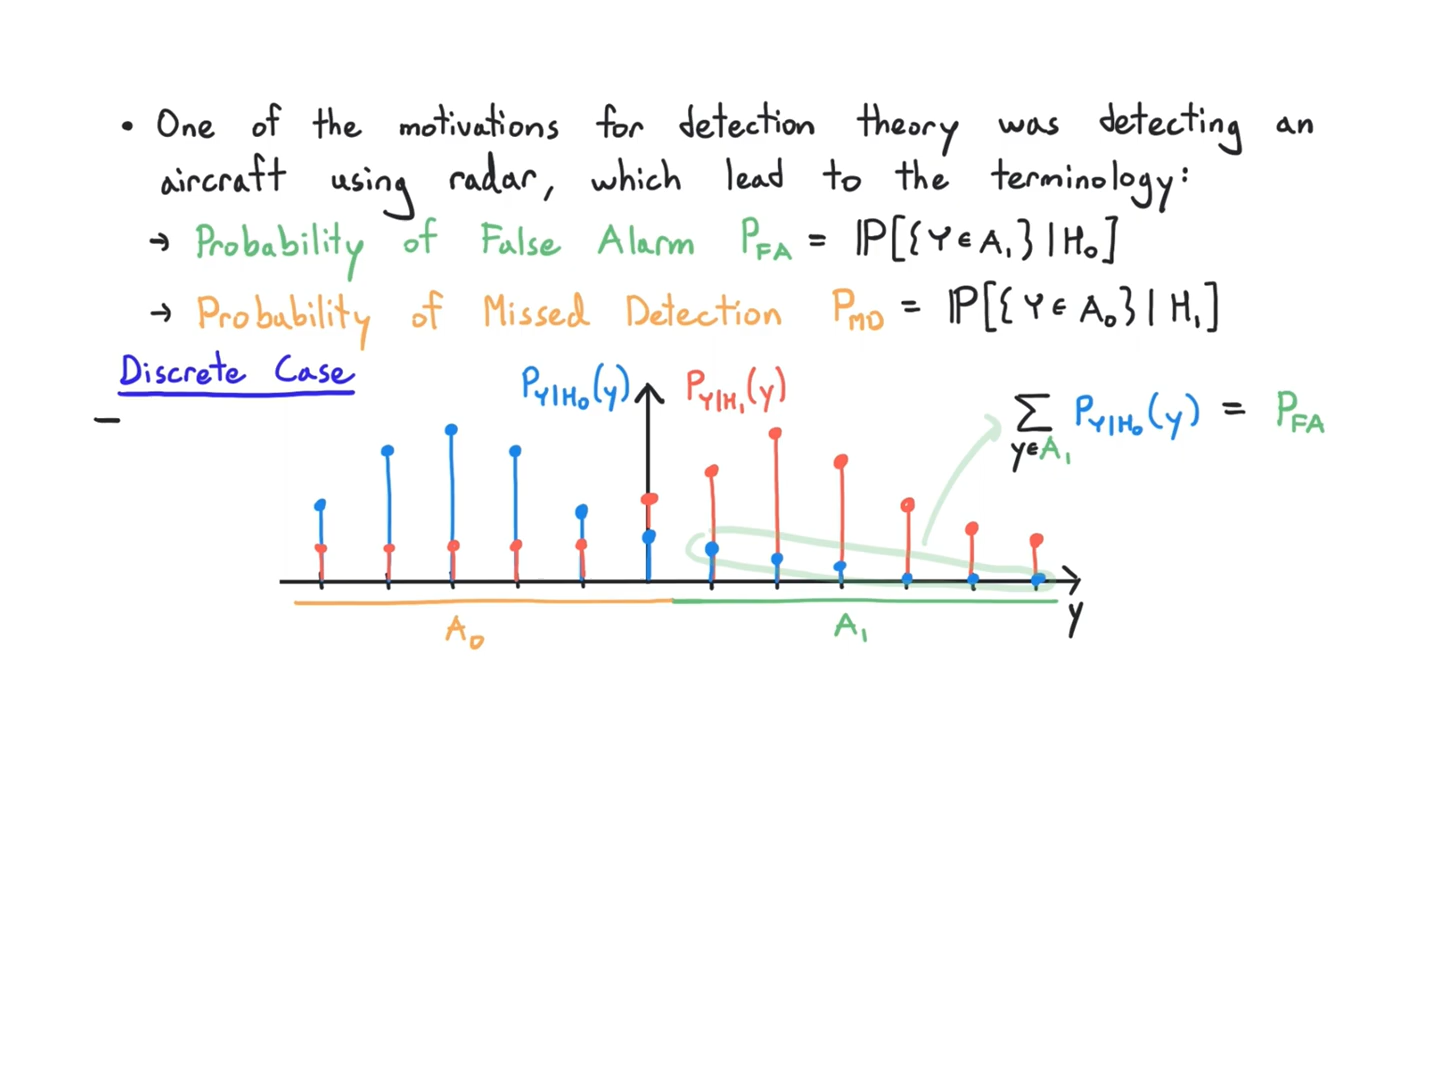 • One of the motivations for detection theory was detecting an
aircraft using radar, which lead to the terminology:
→ Probability of False Alarm P_FA = ℙ[{Y ∈ A₁} | H₀]
→ Probability of Missed Detection P_MD = ℙ[{Y ∈ A₀} | H₁]
Discrete Case
P_Y|H₀(y) P_Y|H₁(y)
∑ P_Y|H₀(y) = P_FA
y∈A₁
A₀ A₁ y